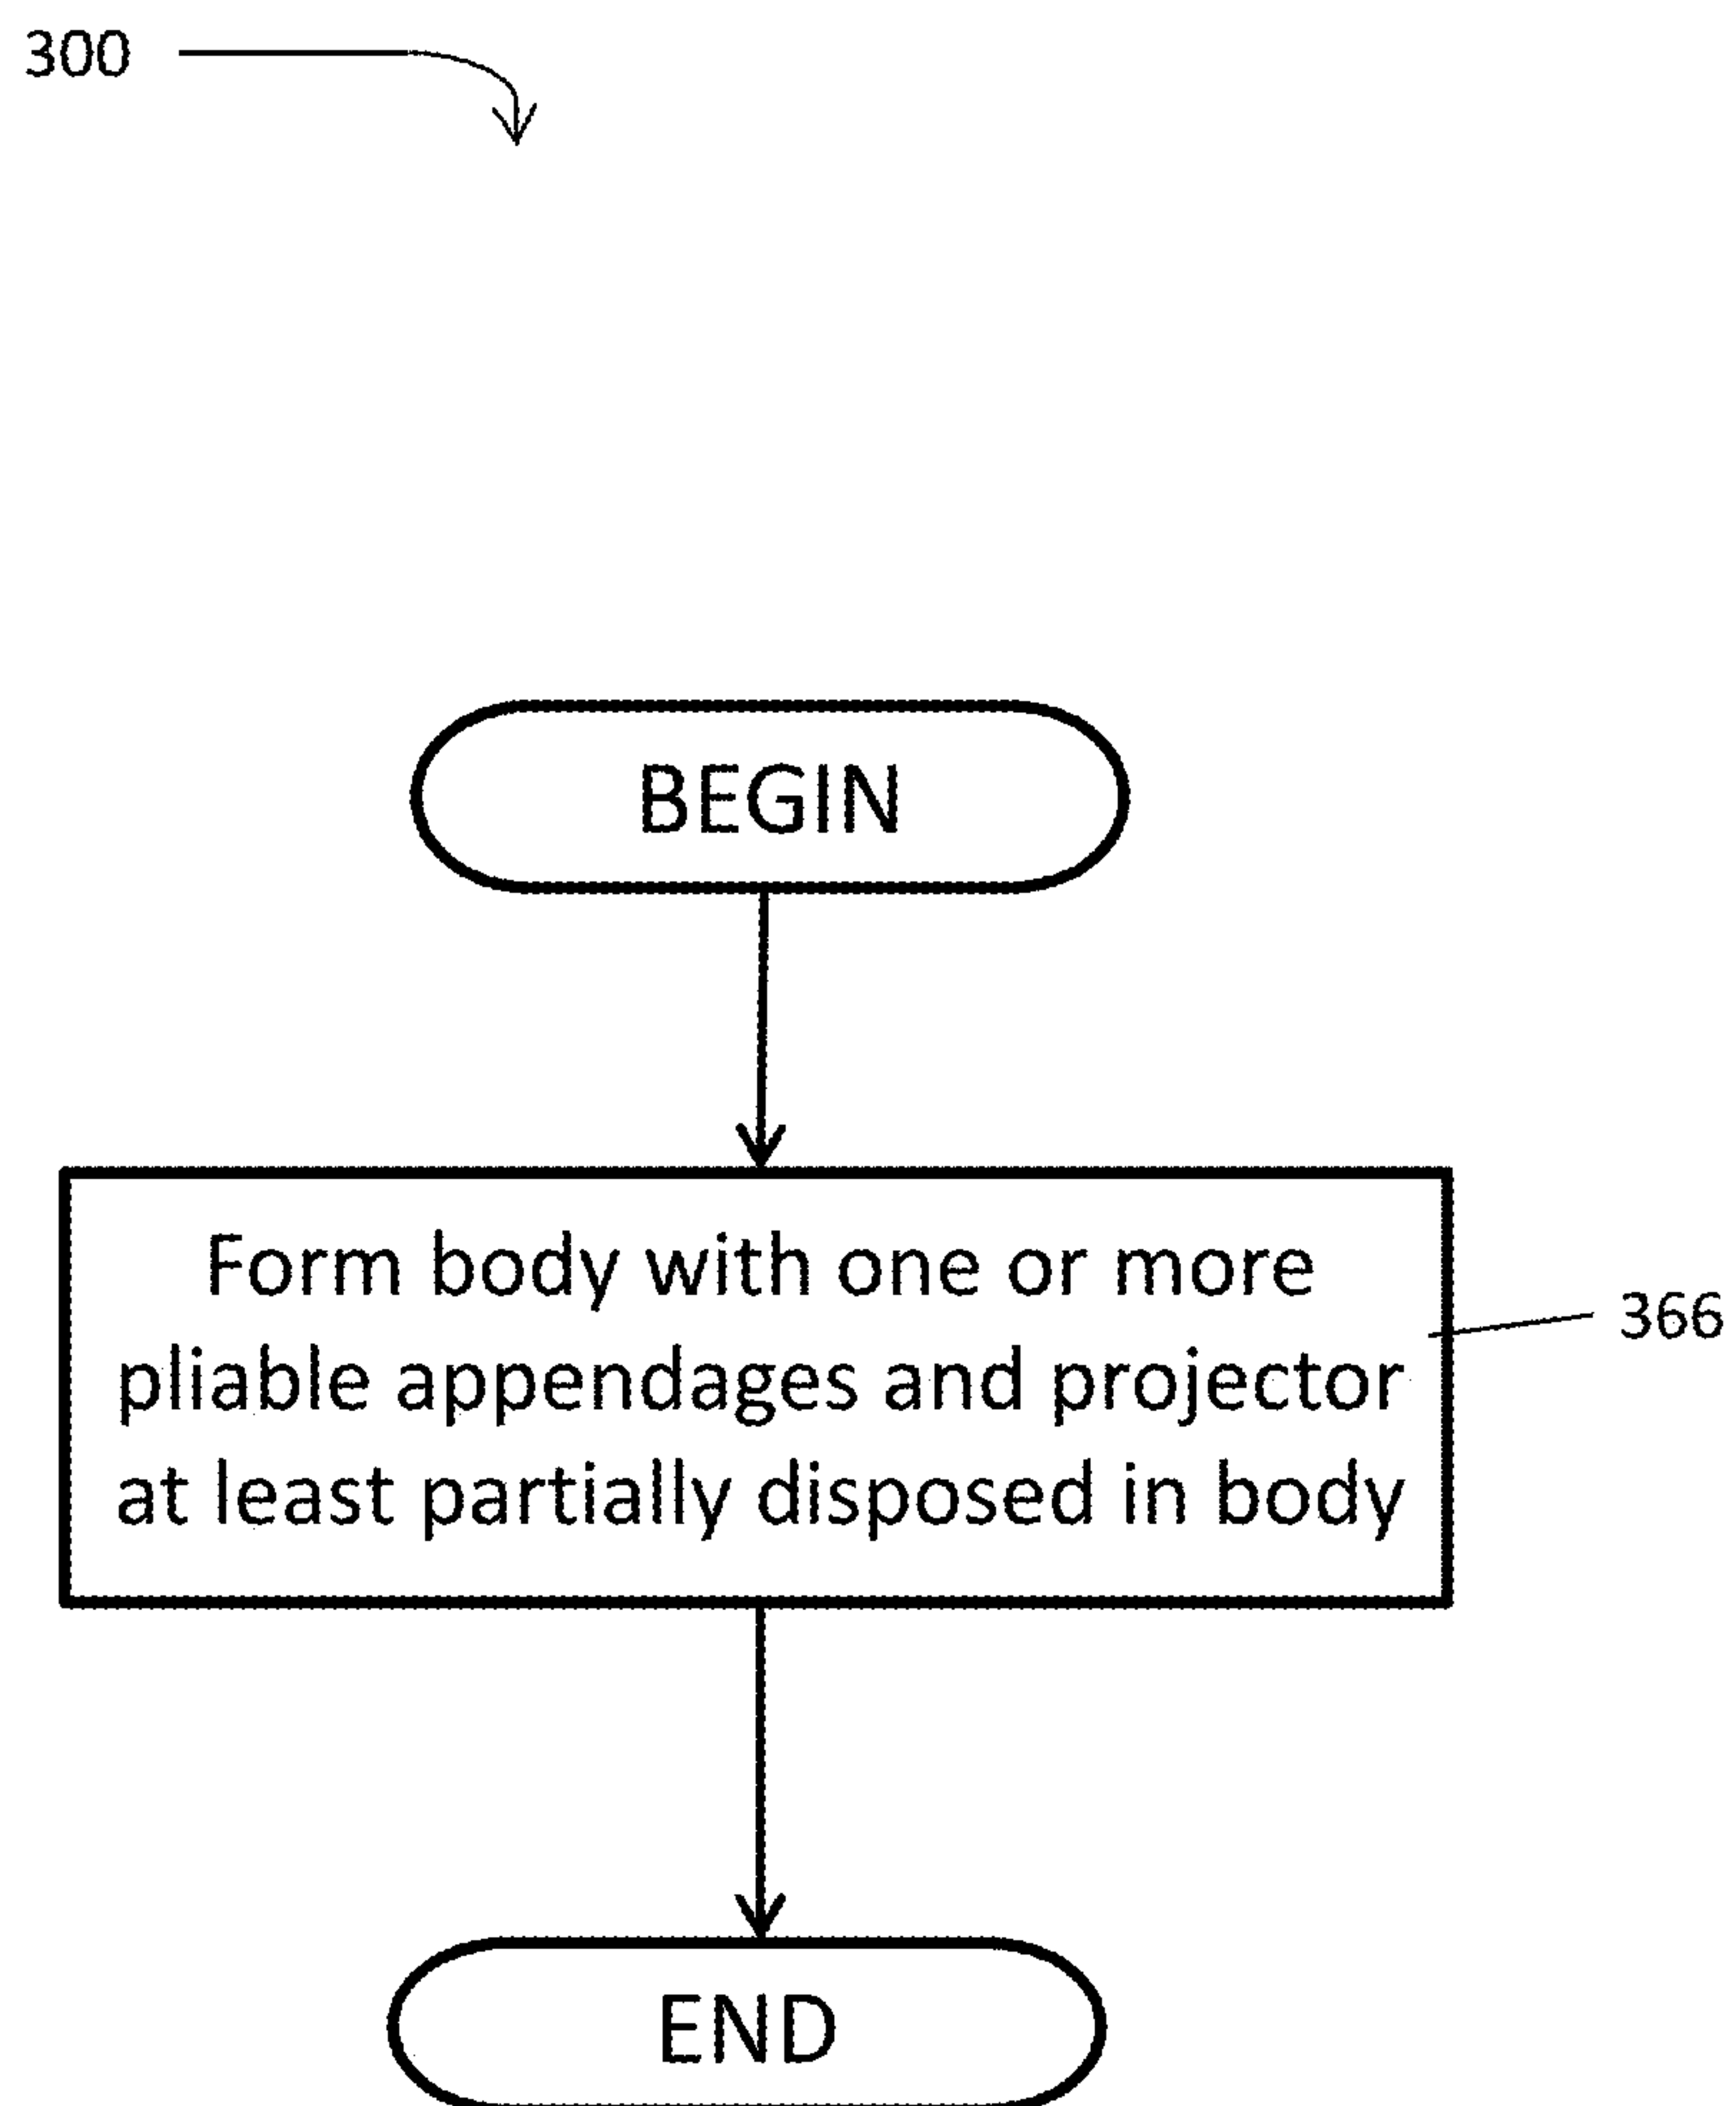 300
BEGIN
Form body with one or more
pliable appendages and projector
at least partially disposed in body
366
END